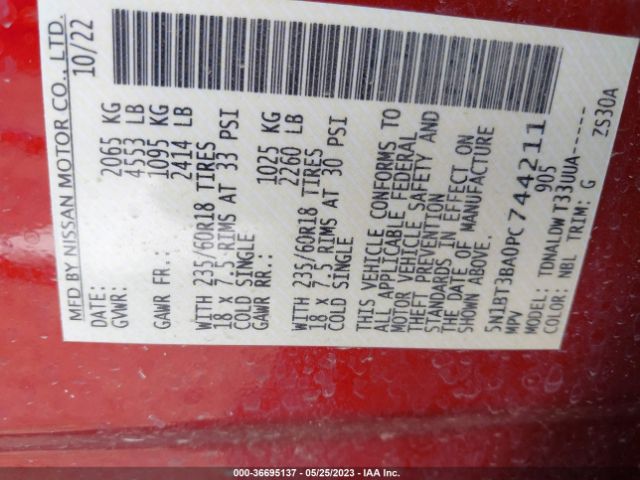 MFD BY NISSAN MOTOR CO., LTD.
DATE: 10/22
GVWR: 2065 KG
4553 LB
GAWR FR.: 1095 KG
2414 LB
WITH 235/60R18 TIRES
18 x 7.5 RIMS AT 33 PSI
COLD SINGLE
GAWR RR.: 1025 KG
2260 LB
WITH 235/60R18 TIRES
18 x 7.5 RIMS AT 30 PSI
COLD SINGLE
THIS VEHICLE CONFORMS TO
ALL APPLICABLE FEDERAL
MOTOR VEHICLE SAFETY AND
THEFT PREVENTION
STANDARDS IN EFFECT ON
THE DATE OF MANUFACTURE
SHOWN ABOVE.
5N1BT3BA0PC744211
MPV 905
MODEL: TDNALDWT33UUA------
COLOR: NBL TRIM: G ZS30A
000-36695137 - 05/25/2023 - IAA Inc.